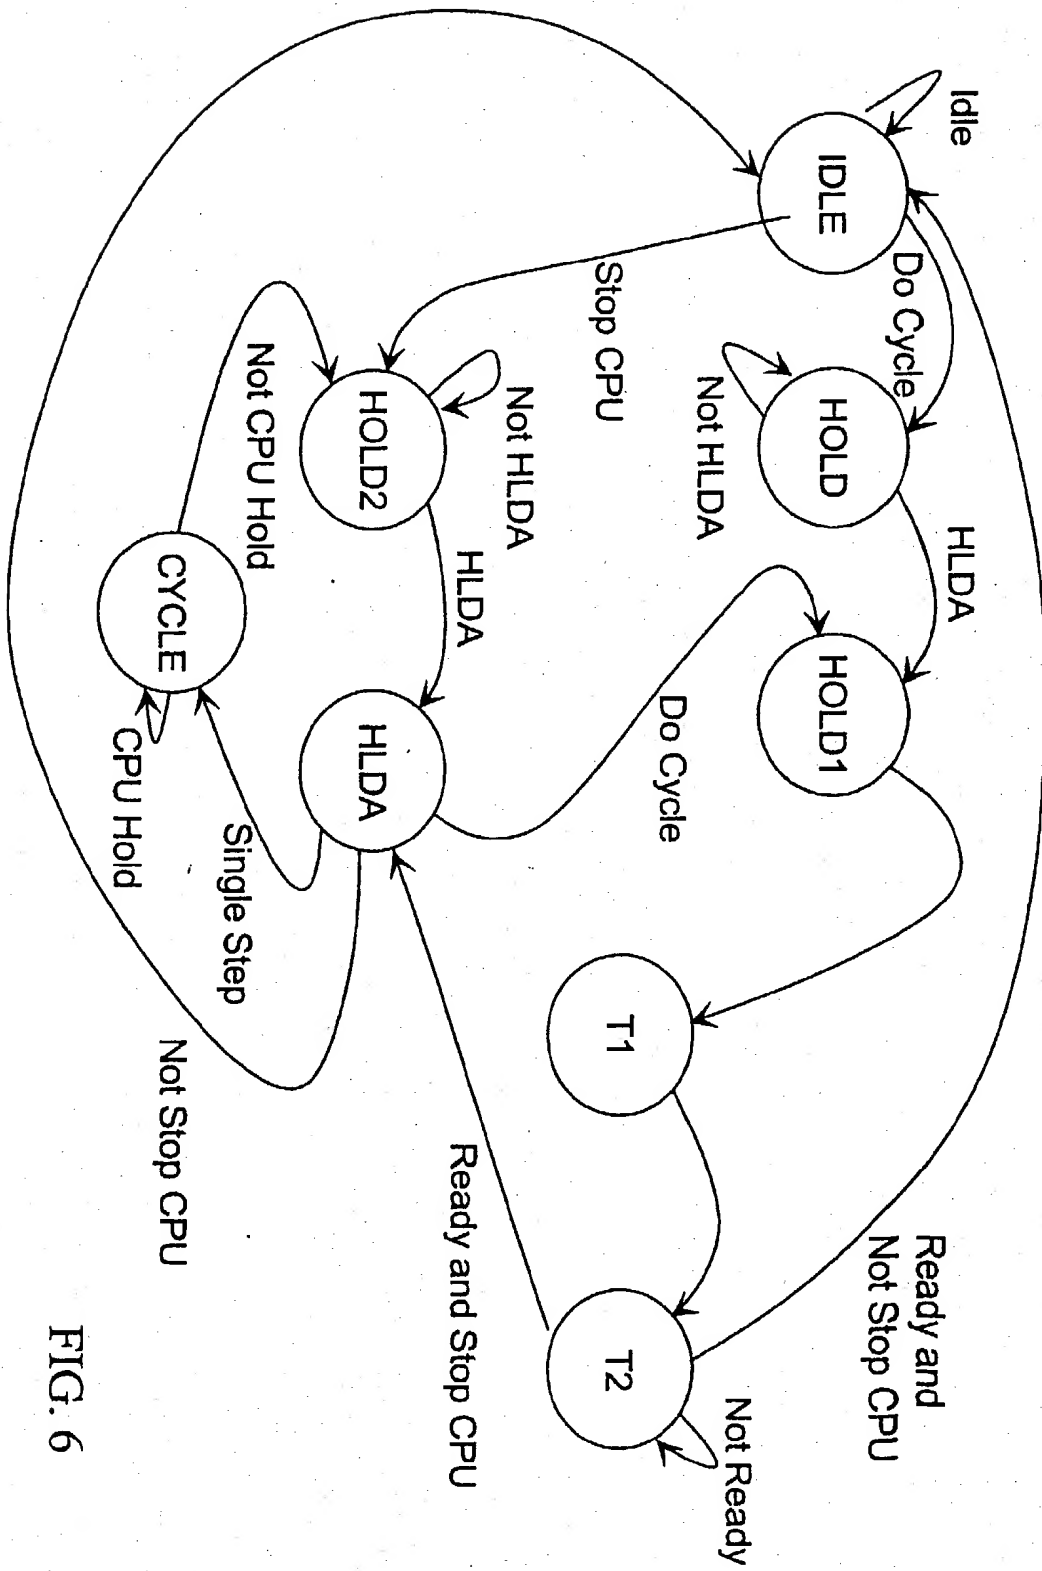 Idle
IDLE
Do Cycle
HOLD
Not HLDA
HLDA
HOLD1
Ready and
Not Stop CPU
Stop CPU
Not HLDA
HOLD2
HLDA
Do Cycle
T1
T2
Not Ready
HLDA
Ready and Stop CPU
Not CPU Hold
CYCLE
CPU Hold
Single Step
Not Stop CPU
FIG. 6